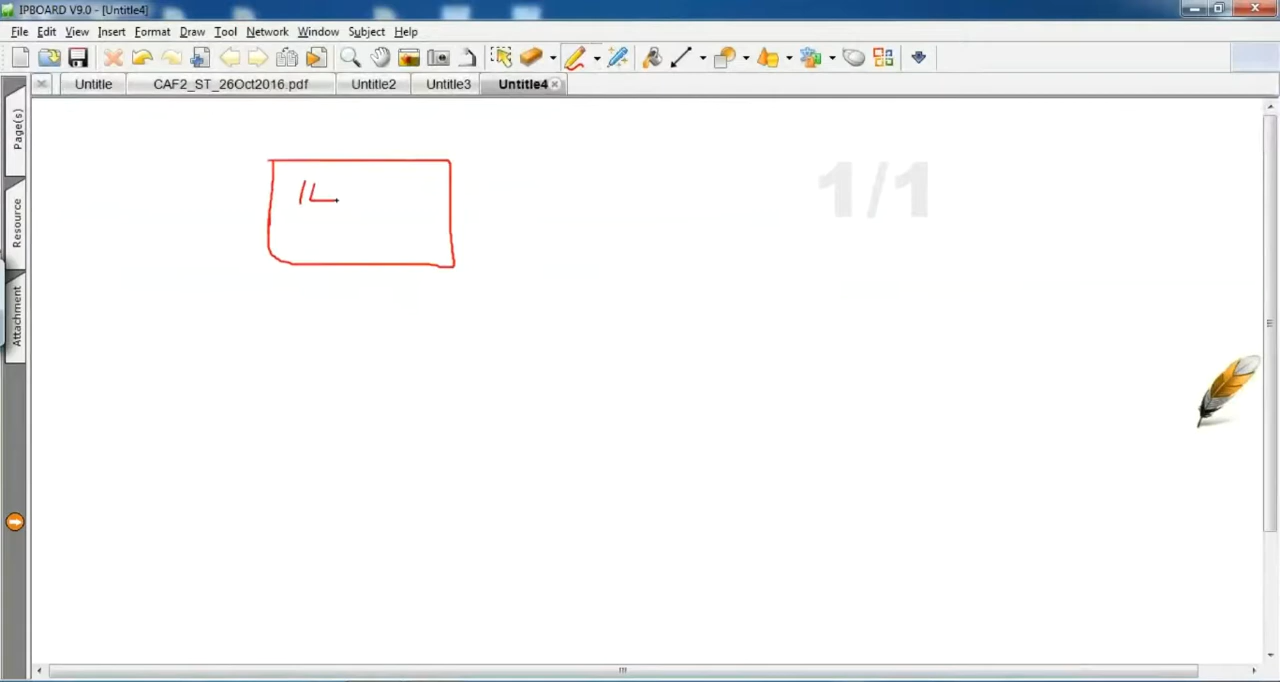 IPBOARD V9.0 - [Untitle4]
File Edit View Insert Format Draw Tool Network Window Subject Help
Untitle CAF2_ST_26Oct2016.pdf Untitle2 Untitle3 Untitle4
Page(s)
Resource
Attachment
1/1
IL